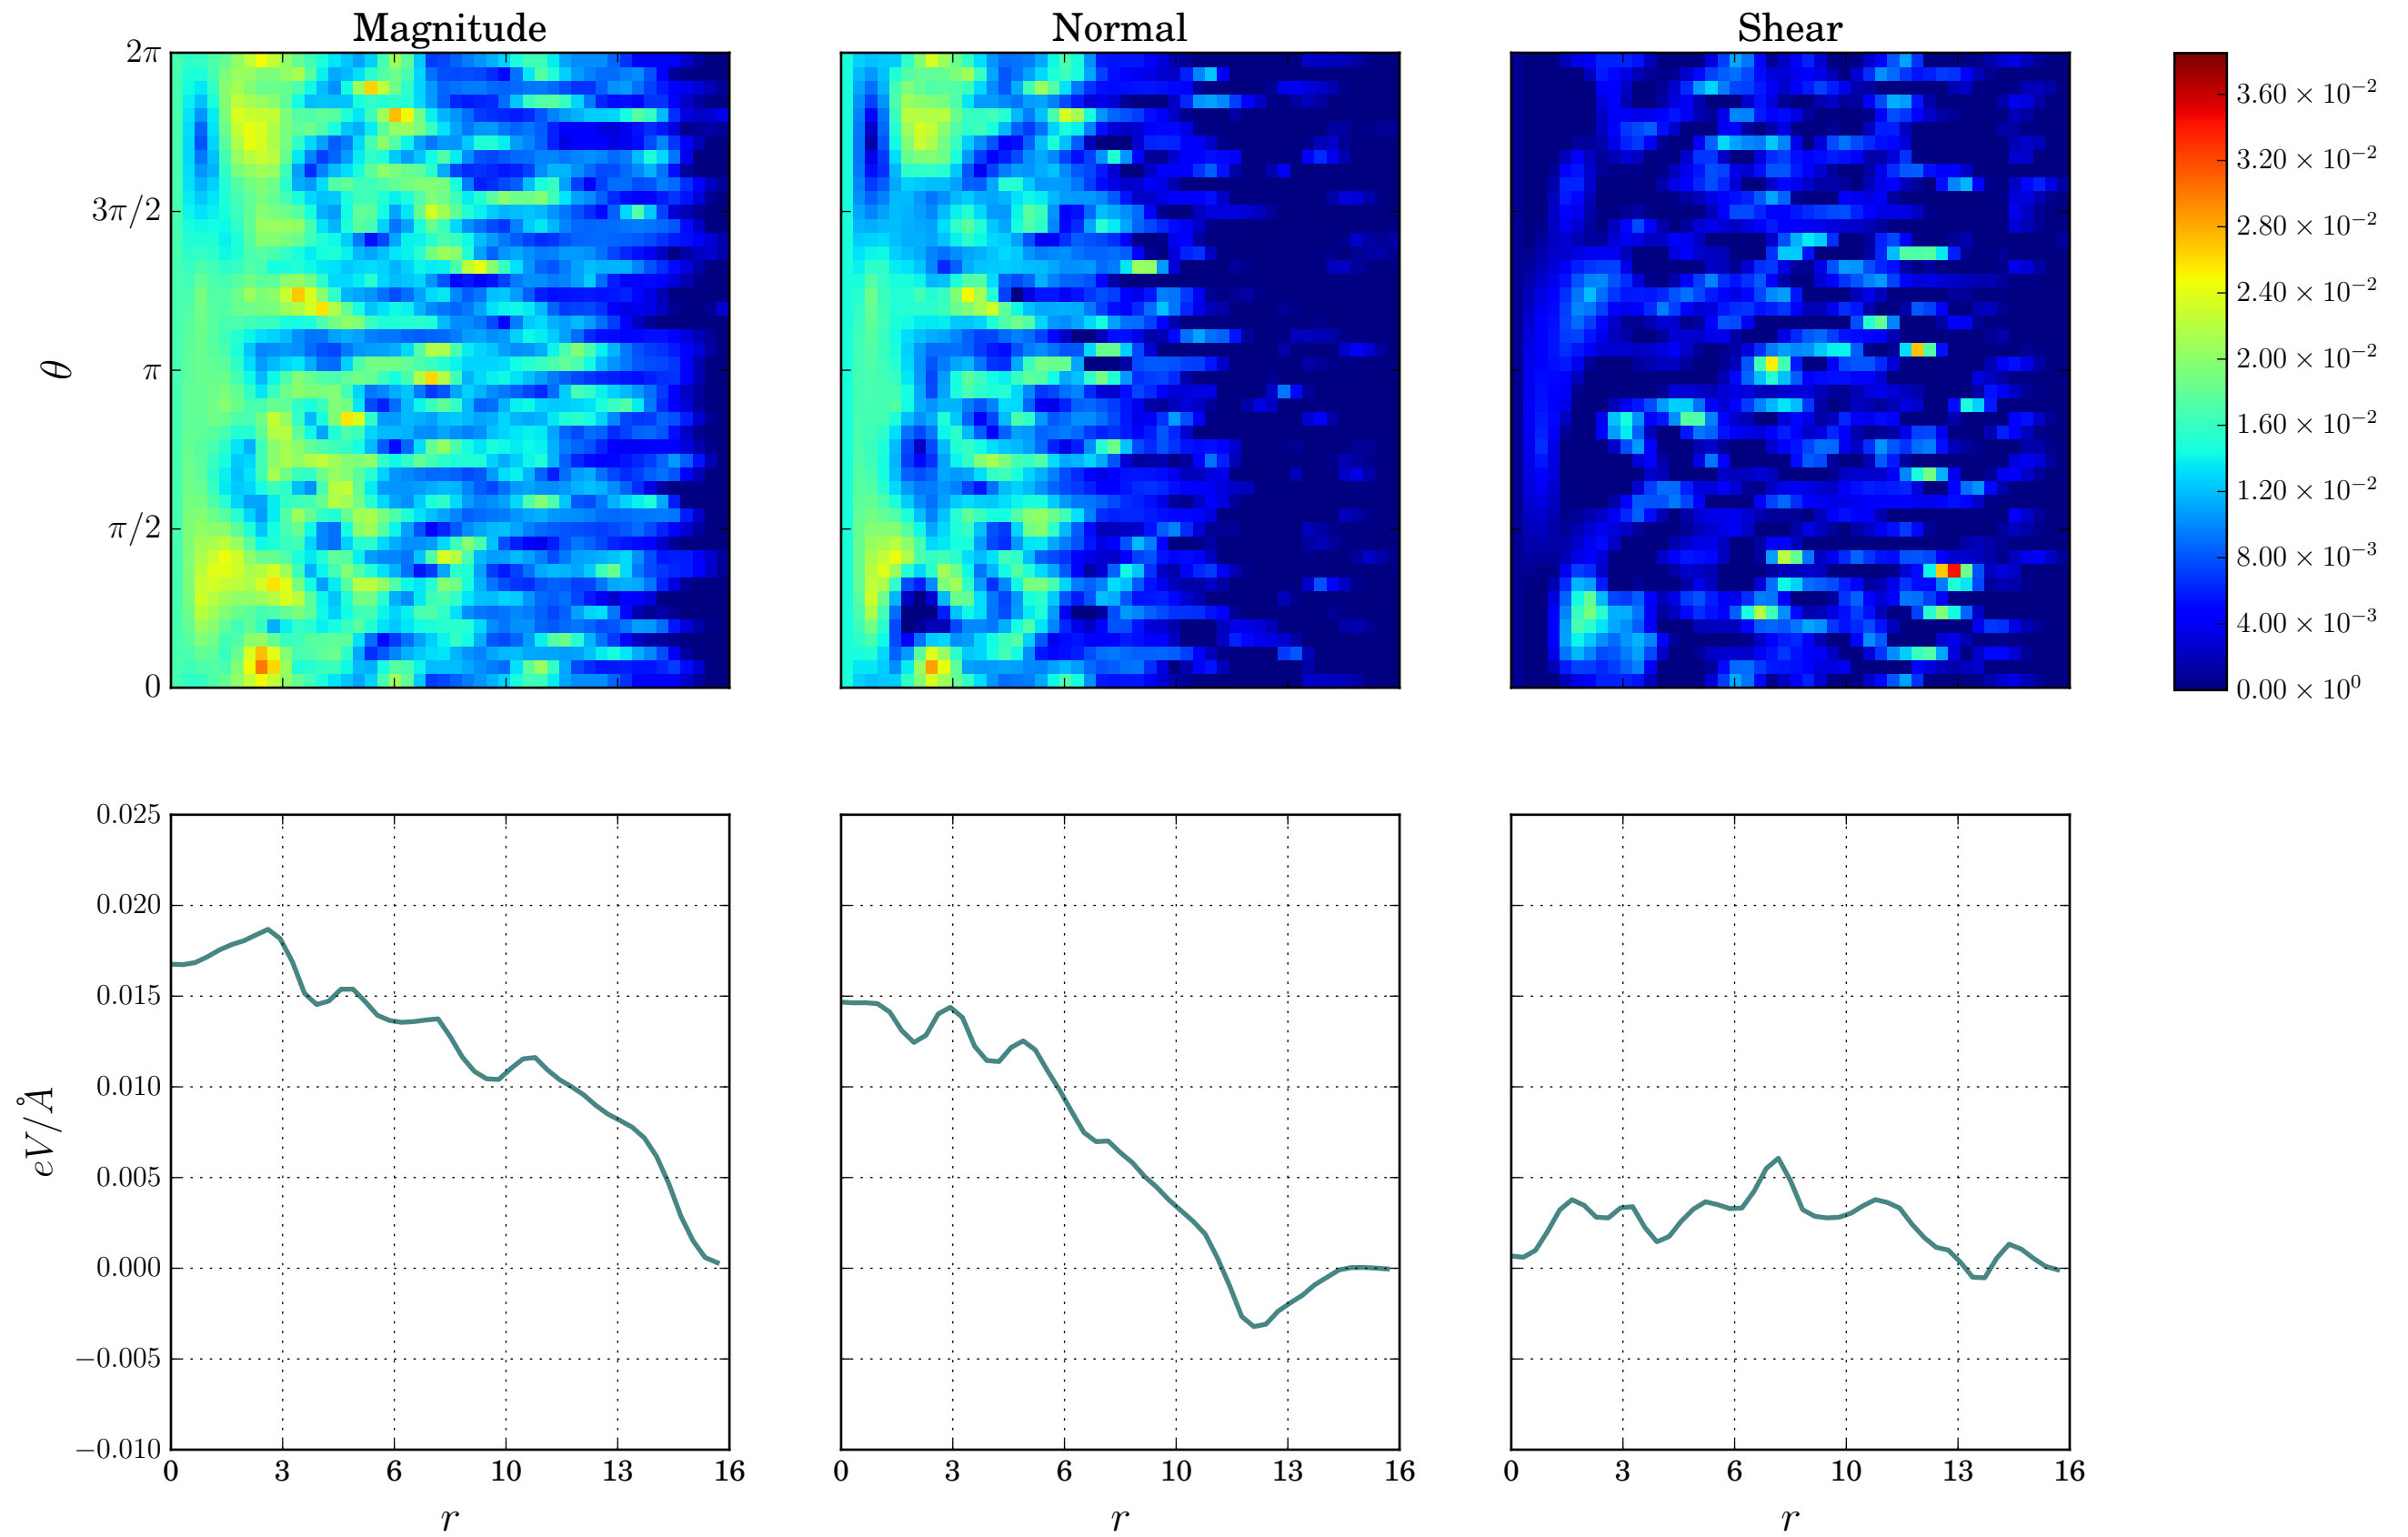 Magnitude Normal Shear
2π
3π/2
π
π/2
0
θ
3.60 × 10⁻²
3.20 × 10⁻²
2.80 × 10⁻²
2.40 × 10⁻²
2.00 × 10⁻²
1.60 × 10⁻²
1.20 × 10⁻²
8.00 × 10⁻³
4.00 × 10⁻³
0.00 × 10⁰
0.025
0.020
0.015
0.010
0.005
0.000
−0.005
−0.010
eV/Å
0 3 6 10 13 16
0 3 6 10 13 16
0 3 6 10 13 16
r r r